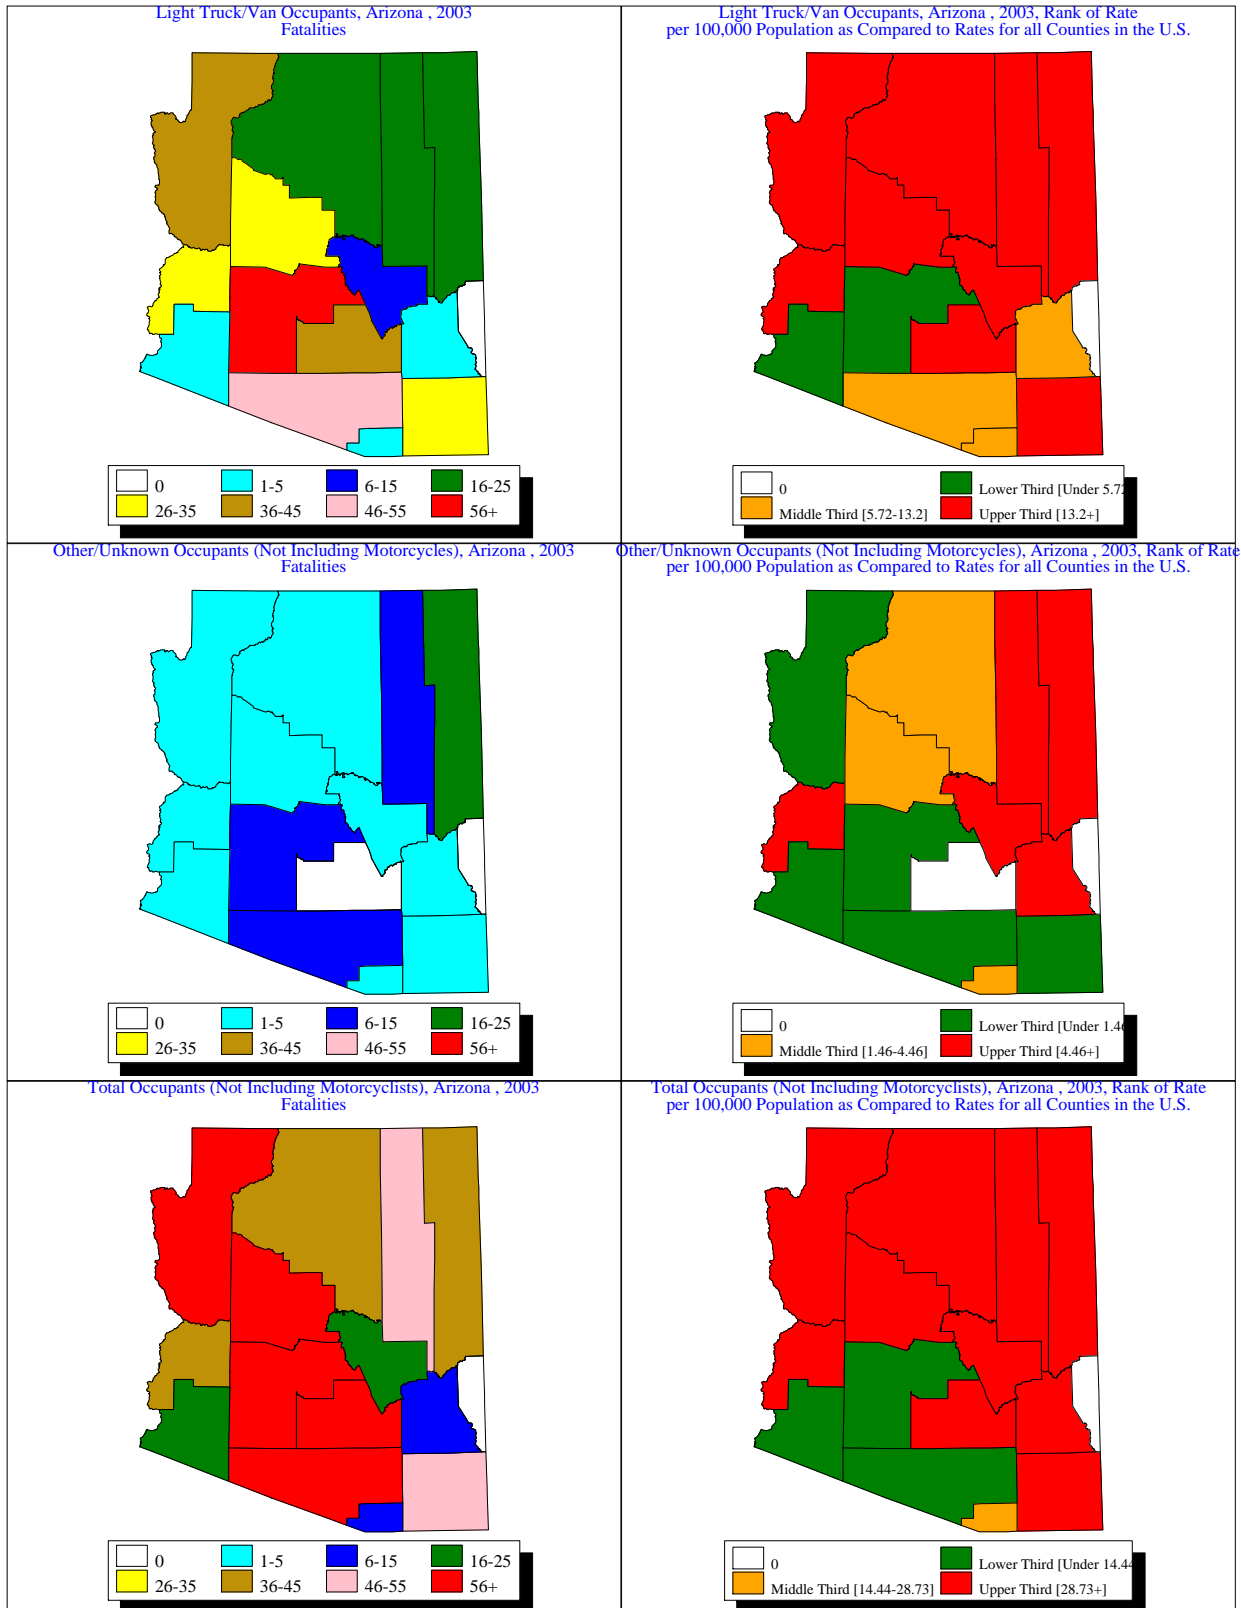 Light Truck/Van Occupants, Arizona , 2003
Fatalities
0
1-5
6-15
16-25
26-35
36-45
46-55
56+
Light Truck/Van Occupants, Arizona , 2003, Rank of Rate
per 100,000 Population as Compared to Rates for all Counties in the U.S.
0
Lower Third [Under 5.72
Middle Third [5.72-13.2]
Upper Third [13.2+]
Other/Unknown Occupants (Not Including Motorcycles), Arizona , 2003
Fatalities
0
1-5
6-15
16-25
26-35
36-45
46-55
56+
Other/Unknown Occupants (Not Including Motorcycles), Arizona , 2003, Rank of Rate
per 100,000 Population as Compared to Rates for all Counties in the U.S.
0
Lower Third [Under 1.46
Middle Third [1.46-4.46]
Upper Third [4.46+]
Total Occupants (Not Including Motorcyclists), Arizona , 2003
Fatalities
0
1-5
6-15
16-25
26-35
36-45
46-55
56+
Total Occupants (Not Including Motorcyclists), Arizona , 2003, Rank of Rate
per 100,000 Population as Compared to Rates for all Counties in the U.S.
0
Lower Third [Under 14.44
Middle Third [14.44-28.73]
Upper Third [28.73+]